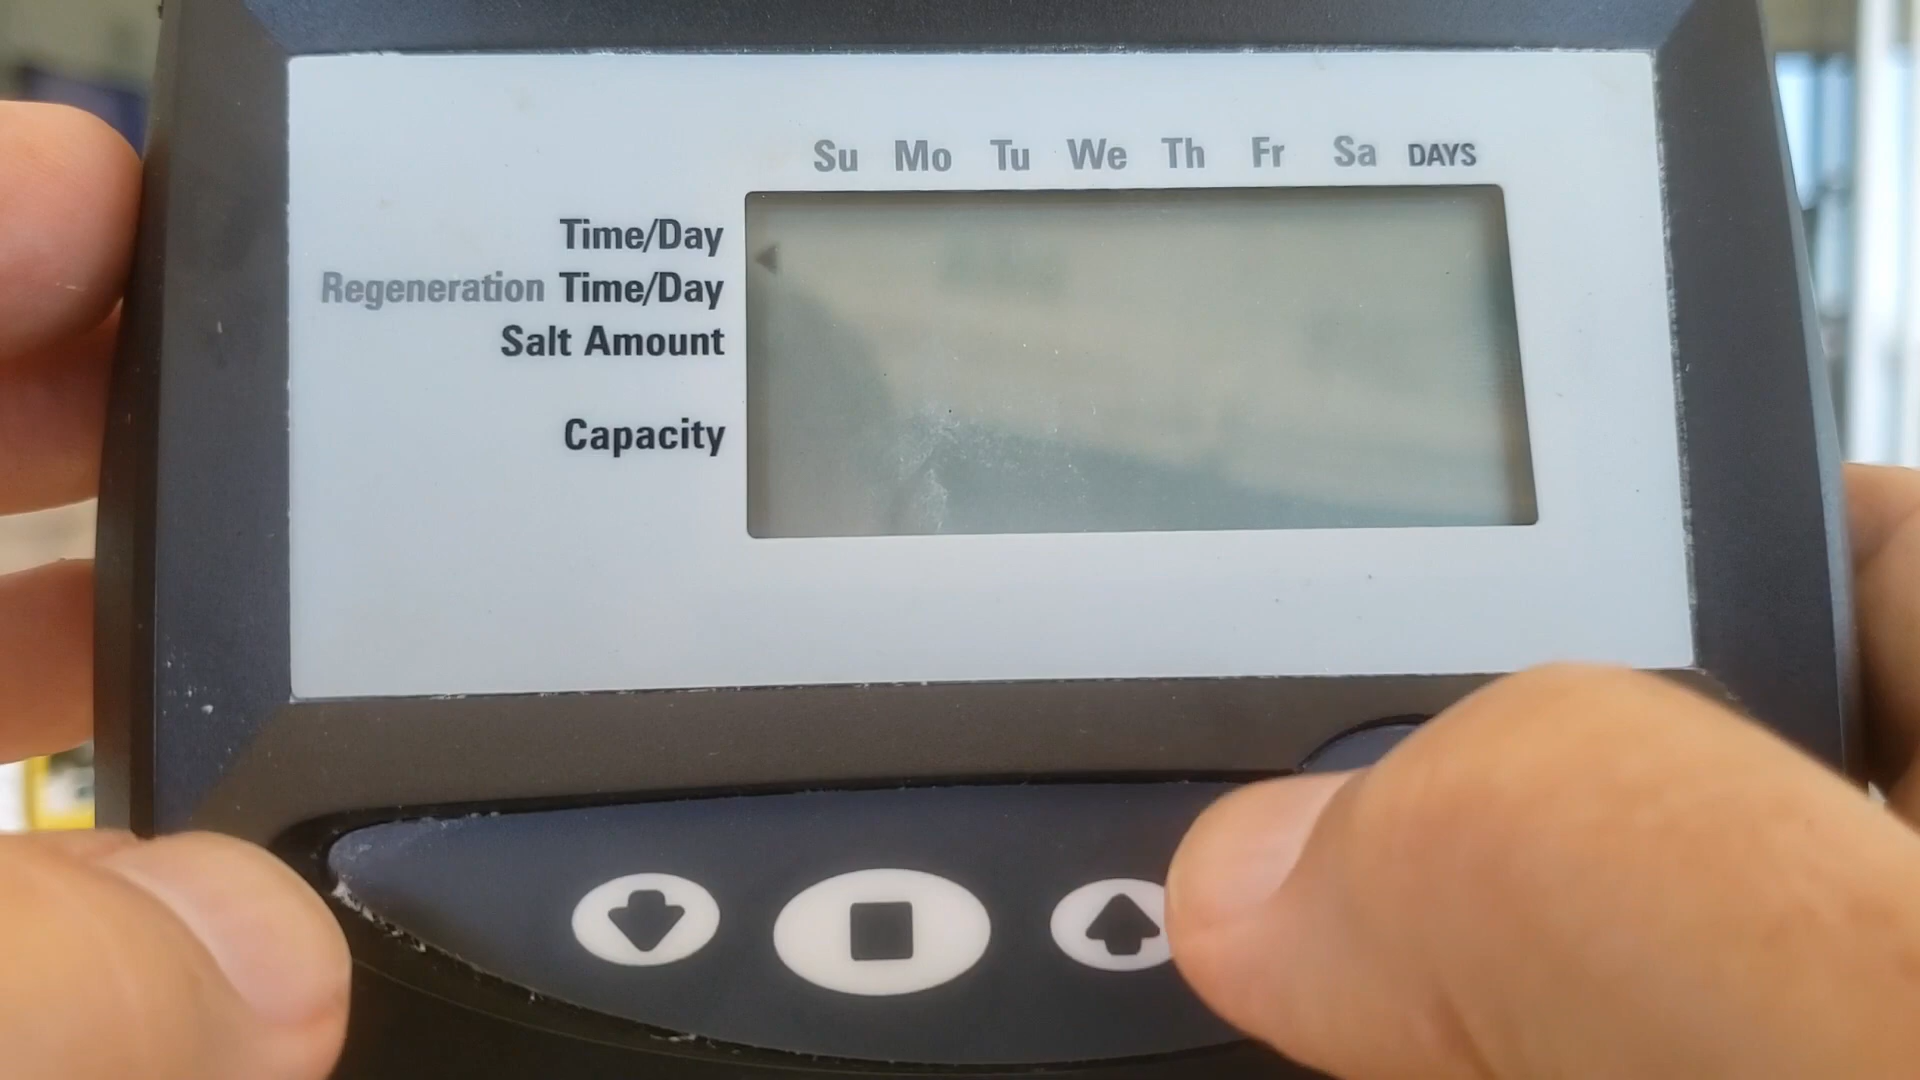 Su Mo Tu We Th Fr Sa DAYS
Time/Day
Regeneration Time/Day
Salt Amount
Capacity